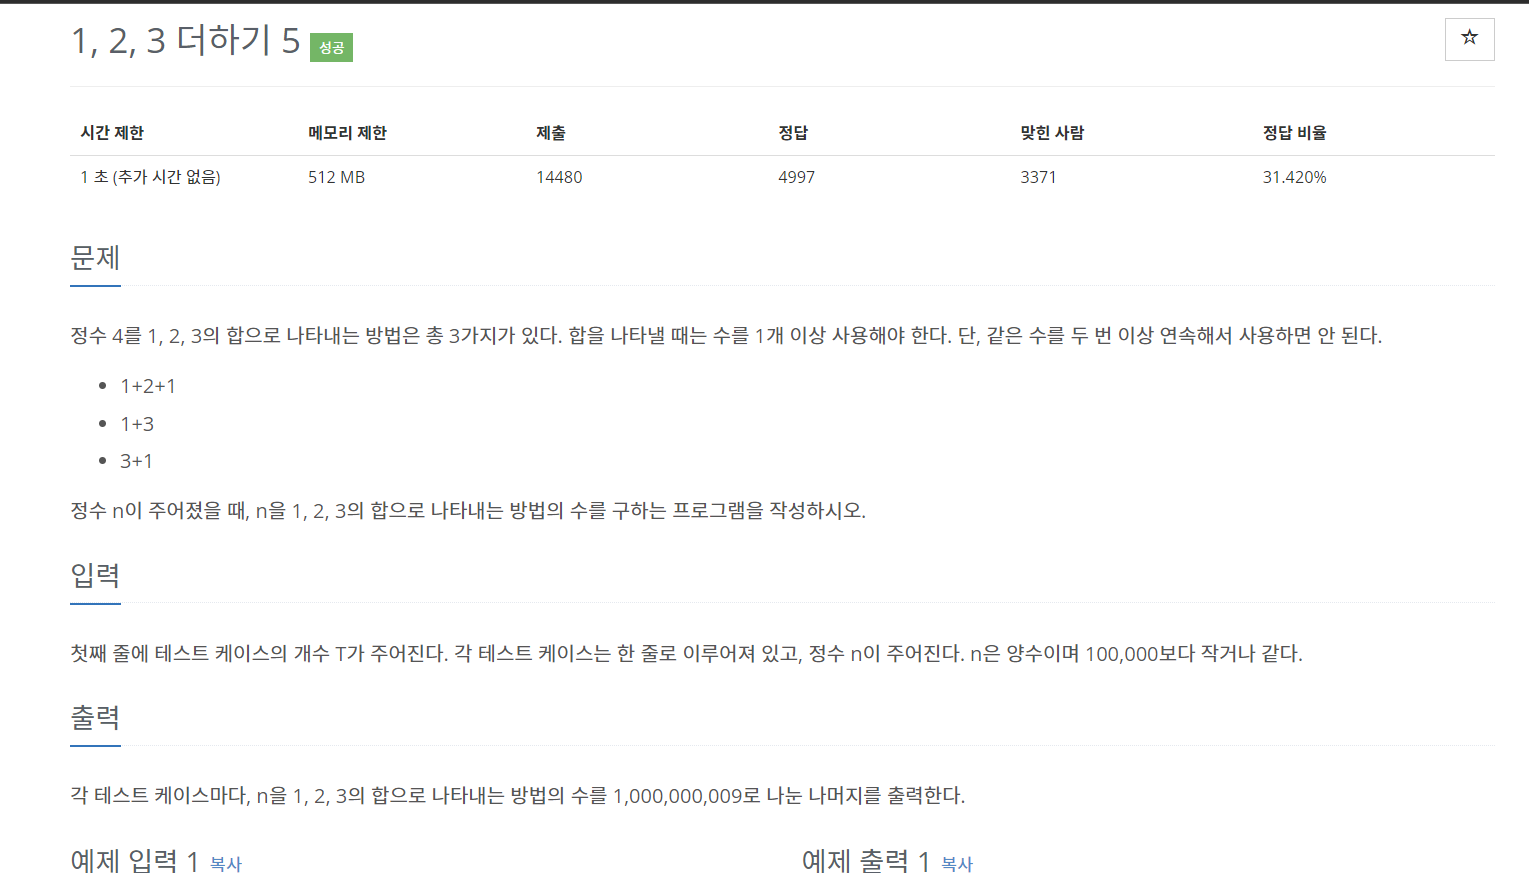 1, 2, 3 더하기 5 성공
☆
시간 제한 메모리 제한 제출 정답 맞힌 사람 정답 비율
1 초 (추가 시간 없음) 512 MB 14480 4997 3371 31.420%
문제
정수 4를 1, 2, 3의 합으로 나타내는 방법은 총 3가지가 있다. 합을 나타낼 때는 수를 1개 이상 사용해야 한다. 단, 같은 수를 두 번 이상 연속해서 사용하면 안 된다.
• 1+2+1
• 1+3
• 3+1
정수 n이 주어졌을 때, n을 1, 2, 3의 합으로 나타내는 방법의 수를 구하는 프로그램을 작성하시오.
입력
첫째 줄에 테스트 케이스의 개수 T가 주어진다. 각 테스트 케이스는 한 줄로 이루어져 있고, 정수 n이 주어진다. n은 양수이며 100,000보다 작거나 같다.
출력
각 테스트 케이스마다, n을 1, 2, 3의 합으로 나타내는 방법의 수를 1,000,000,009로 나눈 나머지를 출력한다.
예제 입력 1 복사
예제 출력 1 복사